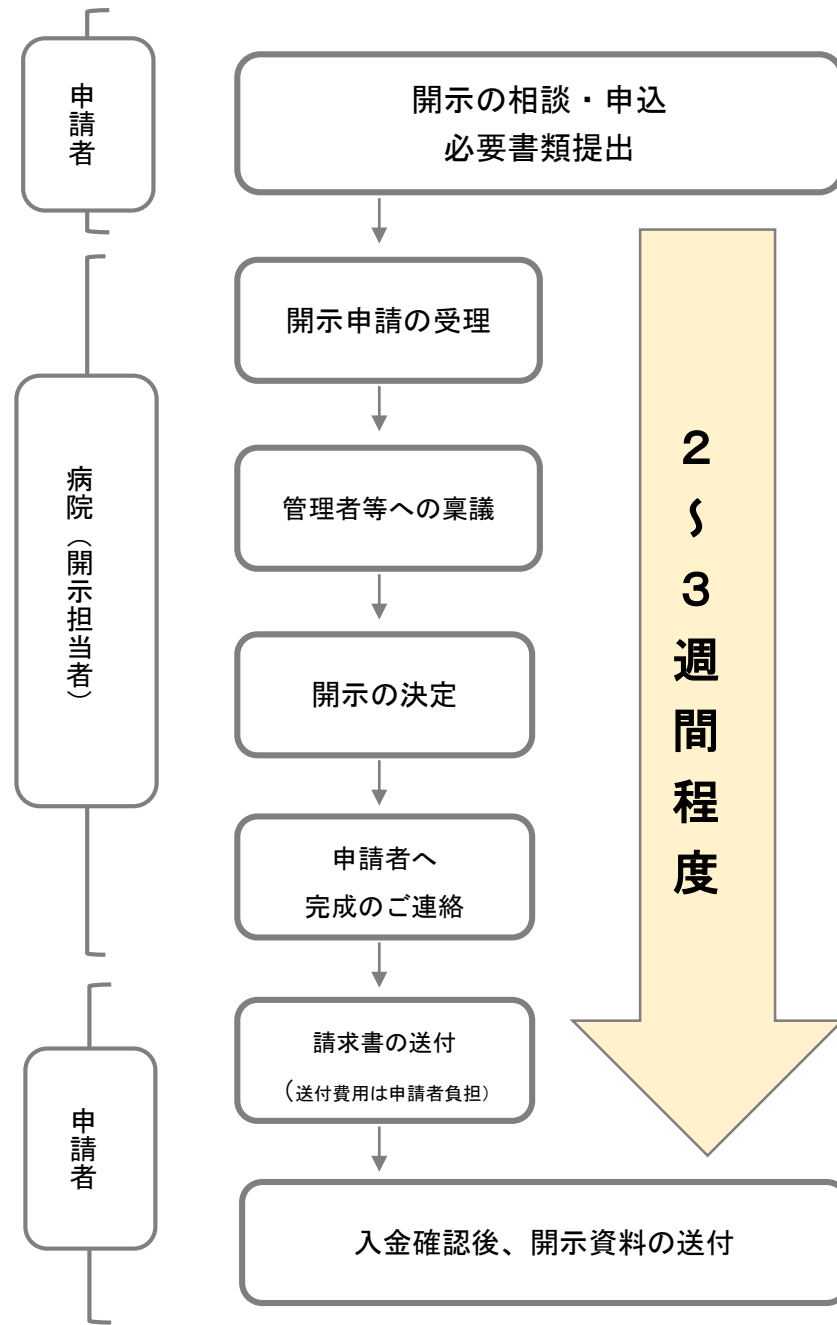 申請者
開示の相談・申込
必要書類提出
病院（開示担当者）
開示申請の受理
管理者等への稟議
開示の決定
申請者へ
完成のご連絡
2～3週間程度
申請者
請求書の送付
（送付費用は申請者負担）
入金確認後、開示資料の送付